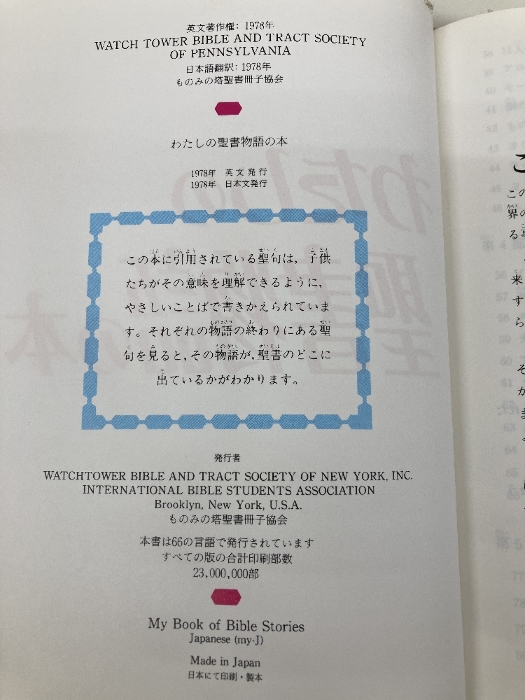 英文著作権：1978年
WATCH TOWER BIBLE AND TRACT SOCIETY
OF PENNSYLVANIA
日本語翻訳：1978年
ものみの塔聖書冊子協会
わたしの聖書物語の本
1978年 英文発行
1978年 日本文発行
この本に引用されている聖句は，子供
たちがその意味を理解できるように，
やさしいことばで書きかえられていま
す。それぞれの物語の終わりにある聖
句を見ると，その物語が，聖書のどこに
出ているかがわかります。
発行者
WATCHTOWER BIBLE AND TRACT SOCIETY OF NEW YORK, INC.
INTERNATIONAL BIBLE STUDENTS ASSOCIATION
Brooklyn, New York, U.S.A.
ものみの塔聖書冊子協会
本書は66の言語で発行されています
すべての版の合計印刷部数
23,000,000部
My Book of Bible Stories
Japanese (my-J)
Made in Japan
日本にて印刷・製本